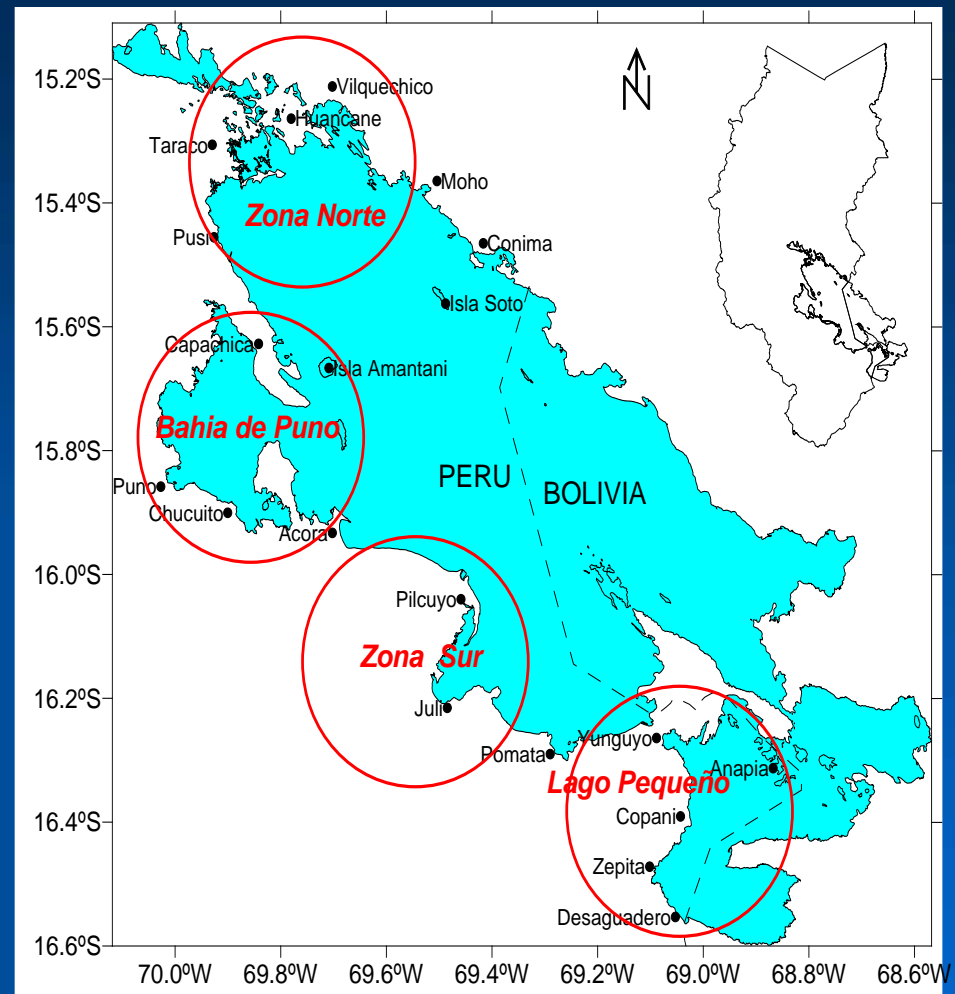 N
15.2ºS
Vilquechico
Huancane
Taraco
Moho
15.4ºS
Zona Norte
Pusi
Conima
Isla Soto
15.6ºS
Capachica
Isla Amantani
Bahia de Puno
15.8ºS
PERU
BOLIVIA
Puno
Chucuito
Acora
16.0ºS
Pilcuyo
Zona Sur
16.2ºS
Juli
Yunguyo
Pomata
Anapia
Lago Pequeño
16.4ºS
Copani
Zepita
Desaguadero
16.6ºS
70.0ºW 69.8ºW 69.6ºW 69.4ºW 69.2ºW 69.0ºW 68.8ºW 68.6ºW